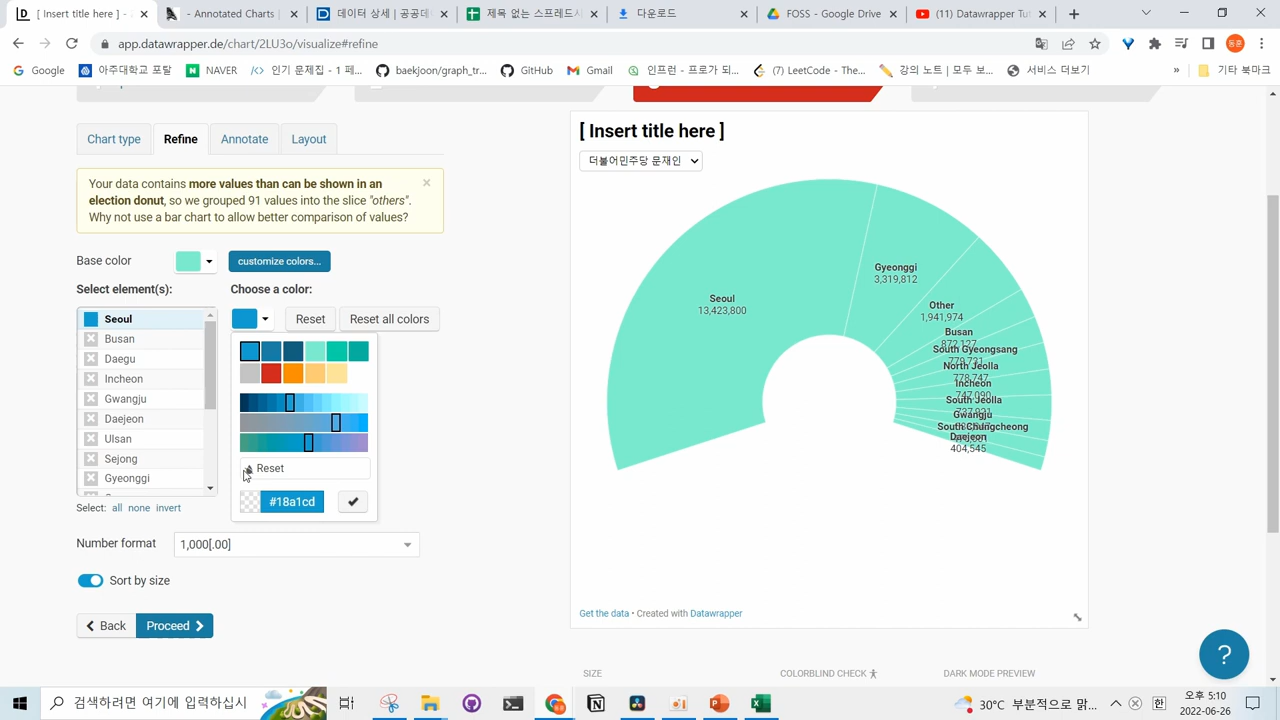 [ Insert title here ] -
- Annotated Charts
데이터 상세 | 공공데
제목 없는 스프레드시
다운로드
FOSS - Google Drive
(11) Datawrapper Tut
app.datawrapper.de/chart/2LU3o/visualize#refine
동훈
Google
아주대학교 포탈
NAVER
인기 문제집 - 1 페...
baekjoon/graph_tr...
GitHub
Gmail
인프런 - 프로가 되...
(7) LeetCode - The...
강의 노트 | 모두 보...
서비스 더보기
»
기타 북마크
Chart type
Refine
Annotate
Layout
Your data contains more values than can be shown in an
election donut, so we grouped 91 values into the slice "others".
Why not use a bar chart to allow better comparison of values?
Base color
customize colors...
Select element(s):
Choose a color:
Seoul
Busan
Daegu
Incheon
Gwangju
Daejeon
Ulsan
Sejong
Gyeonggi
Reset
Reset all colors
Reset
#18a1cd
Select: all none invert
Number format
1,000[.00]
Sort by size
Back
Proceed
[ Insert title here ]
더불어민주당 문재인
Seoul
13,423,800
Gyeonggi
3,319,812
Other
1,941,974
Busan
872,127
South Gyeongsang
779,731
North Jeolla
778,747
Incheon
747,090
South Jeolla
Gwangju
South Chungcheong
Daejeon
404,545
Get the data • Created with Datawrapper
SIZE
COLORBLIND CHECK
DARK MODE PREVIEW
?
검색하려면 여기에 입력하십시
30°C 부분적으로 맑...
한
오후 5:10
2022-06-26